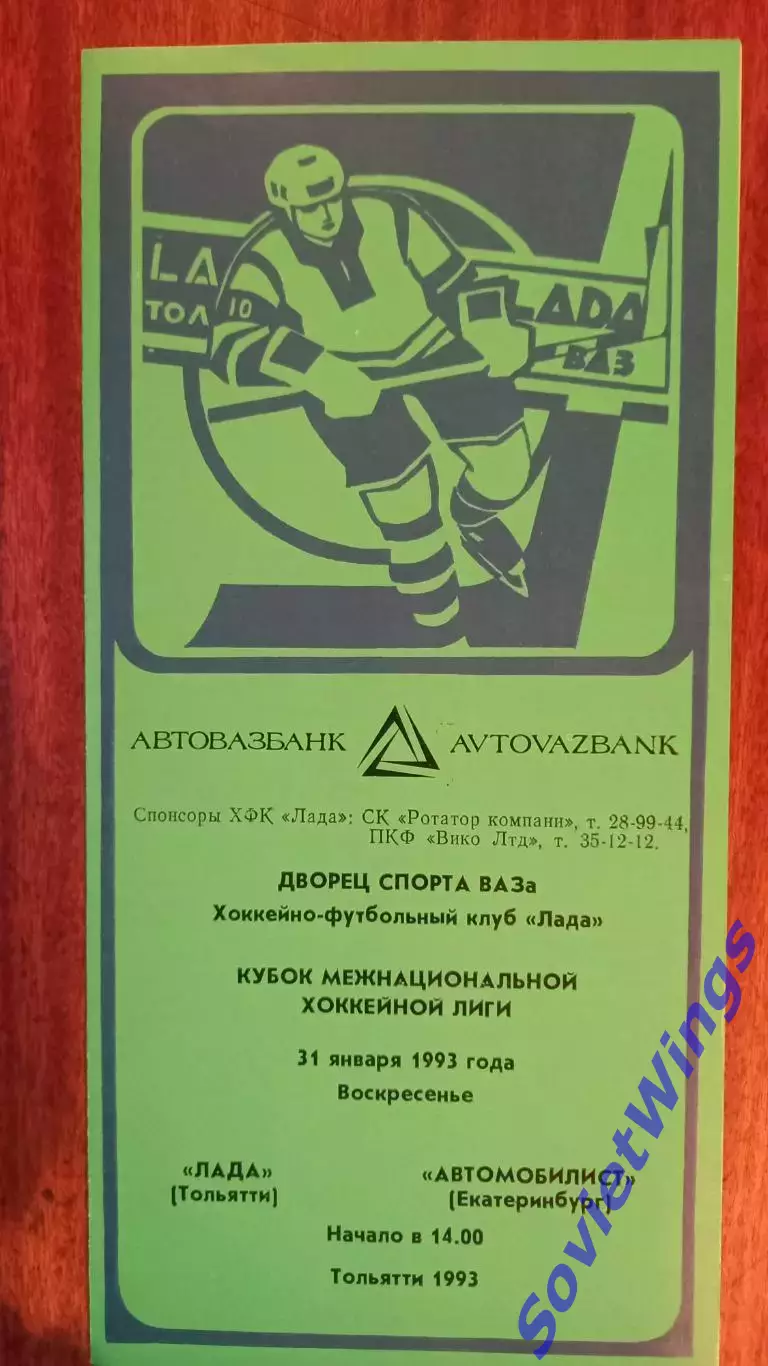 LA
ТОЛ
10
LADA
ВАЗ
АВТОВАЗБАНК AVTOVAZBANK
Спонсоры ХФК «Лада»: СК «Ротатор компани», т. 28-99-44,
ПКФ «Вико Лтд», т. 35-12-12.
ДВОРЕЦ СПОРТА ВАЗа
Хоккейно-футбольный клуб «Лада»
КУБОК МЕЖНАЦИОНАЛЬНОЙ
ХОККЕЙНОЙ ЛИГИ
31 января 1993 года
Воскресенье
«ЛАДА» «АВТОМОБИЛИСТ»
(Тольятти) (Екатеринбург)
Начало в 14.00
Тольятти 1993
SovietWings